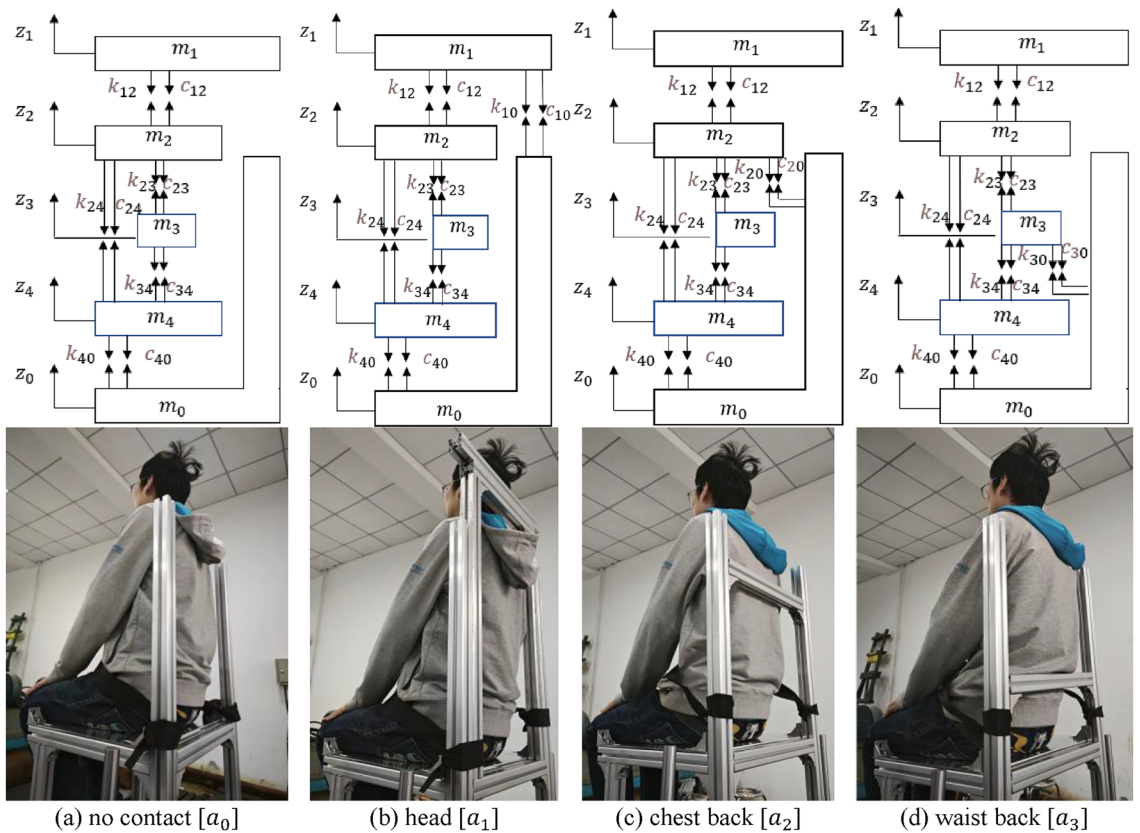 z₁ m₁ z₁ m₁ z₁ m₁ z₁ m₁
k₁₂ c₁₂ k₁₂ c₁₂ k₁₀ c₁₀ k₁₂ c₁₂ k₁₂ c₁₂
z₂ m₂ z₂ m₂ z₂ m₂ z₂ m₂
k₂₃ c₂₃ k₂₃ c₂₃ k₂₃ c₂₃ k₂₀ c₂₀ k₂₃ c₂₃
z₃ k₂₄ c₂₄ m₃ z₃ k₂₄ c₂₄ m₃ z₃ k₂₄ c₂₄ m₃ z₃ k₂₄ c₂₄ m₃
k₃₀ c₃₀
z₄ k₃₄ c₃₄ z₄ k₃₄ c₃₄ z₄ k₃₄ c₃₄ z₄ k₃₄ c₃₄
m₄ m₄ m₄ m₄
k₄₀ c₄₀ k₄₀ c₄₀ k₄₀ c₄₀ k₄₀ c₄₀
z₀ m₀ z₀ m₀ z₀ m₀ z₀ m₀
(a) no contact [a₀] (b) head [a₁] (c) chest back [a₂] (d) waist back [a₃]